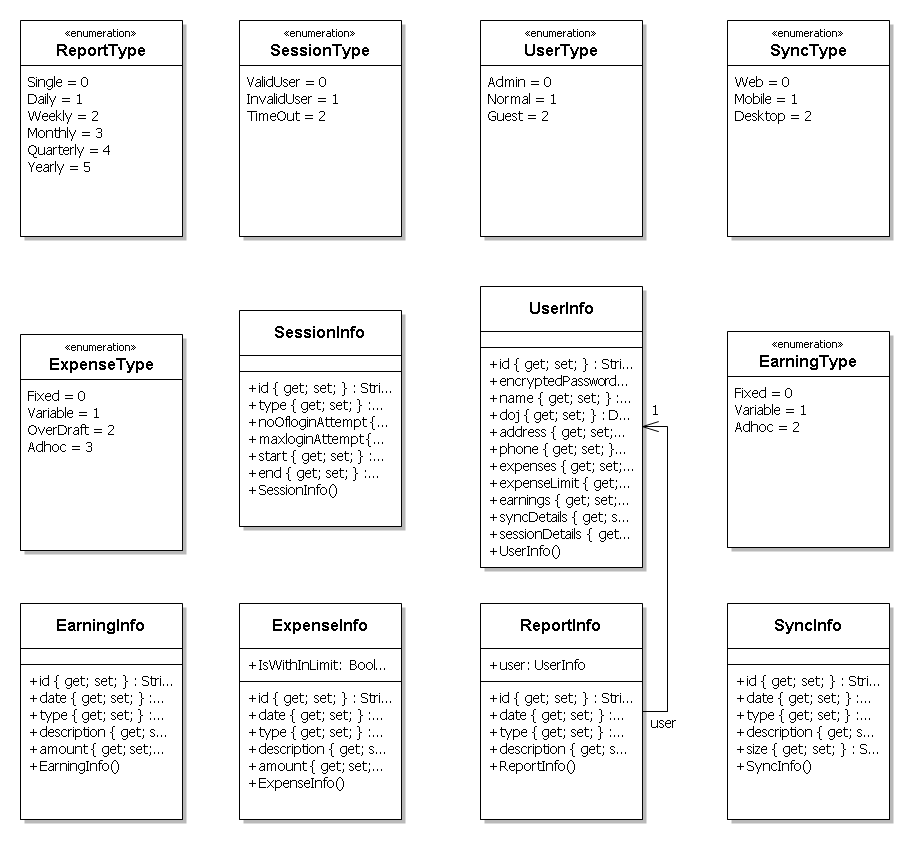 «enumeration»
ReportType
Single = 0
Daily = 1
Weekly = 2
Monthly = 3
Quarterly = 4
Yearly = 5
«enumeration»
SessionType
ValidUser = 0
InvalidUser = 1
TimeOut = 2
«enumeration»
UserType
Admin = 0
Normal = 1
Guest = 2
«enumeration»
SyncType
Web = 0
Mobile = 1
Desktop = 2
«enumeration»
ExpenseType
Fixed = 0
Variable = 1
OverDraft = 2
Adhoc = 3
SessionInfo
+id { get; set; } : Stri...
+type { get; set; } :...
+noOfloginAttempt {...
+maxloginAttempt {...
+start { get; set; } :...
+end { get; set; } :...
+SessionInfo()
UserInfo
+id { get; set; } : Stri...
+encryptedPassword...
+name { get; set; } :...
+doj { get; set; } : D...
+address { get; set;...
+phone { get; set; }...
+expenses { get; set;...
+expenseLimit { get;...
+earnings { get; set;...
+syncDetails { get; s...
+sessionDetails { get...
+UserInfo()
1
«enumeration»
EarningType
Fixed = 0
Variable = 1
Adhoc = 2
EarningInfo
+id { get; set; } : Stri...
+date { get; set; } :...
+type { get; set; } :...
+description { get; s...
+amount { get; set;...
+EarningInfo()
ExpenseInfo
+IsWithInLimit: Bool...
+id { get; set; } : Stri...
+date { get; set; } :...
+type { get; set; } :...
+description { get; s...
+amount { get; set;...
+ExpenseInfo()
ReportInfo
+user: UserInfo
+id { get; set; } : Stri...
+date { get; set; } :...
+type { get; set; } :...
+description { get; s...
+ReportInfo()
user
SyncInfo
+id { get; set; } : Stri...
+date { get; set; } :...
+type { get; set; } :...
+description { get; s...
+size { get; set; } : S...
+SyncInfo()